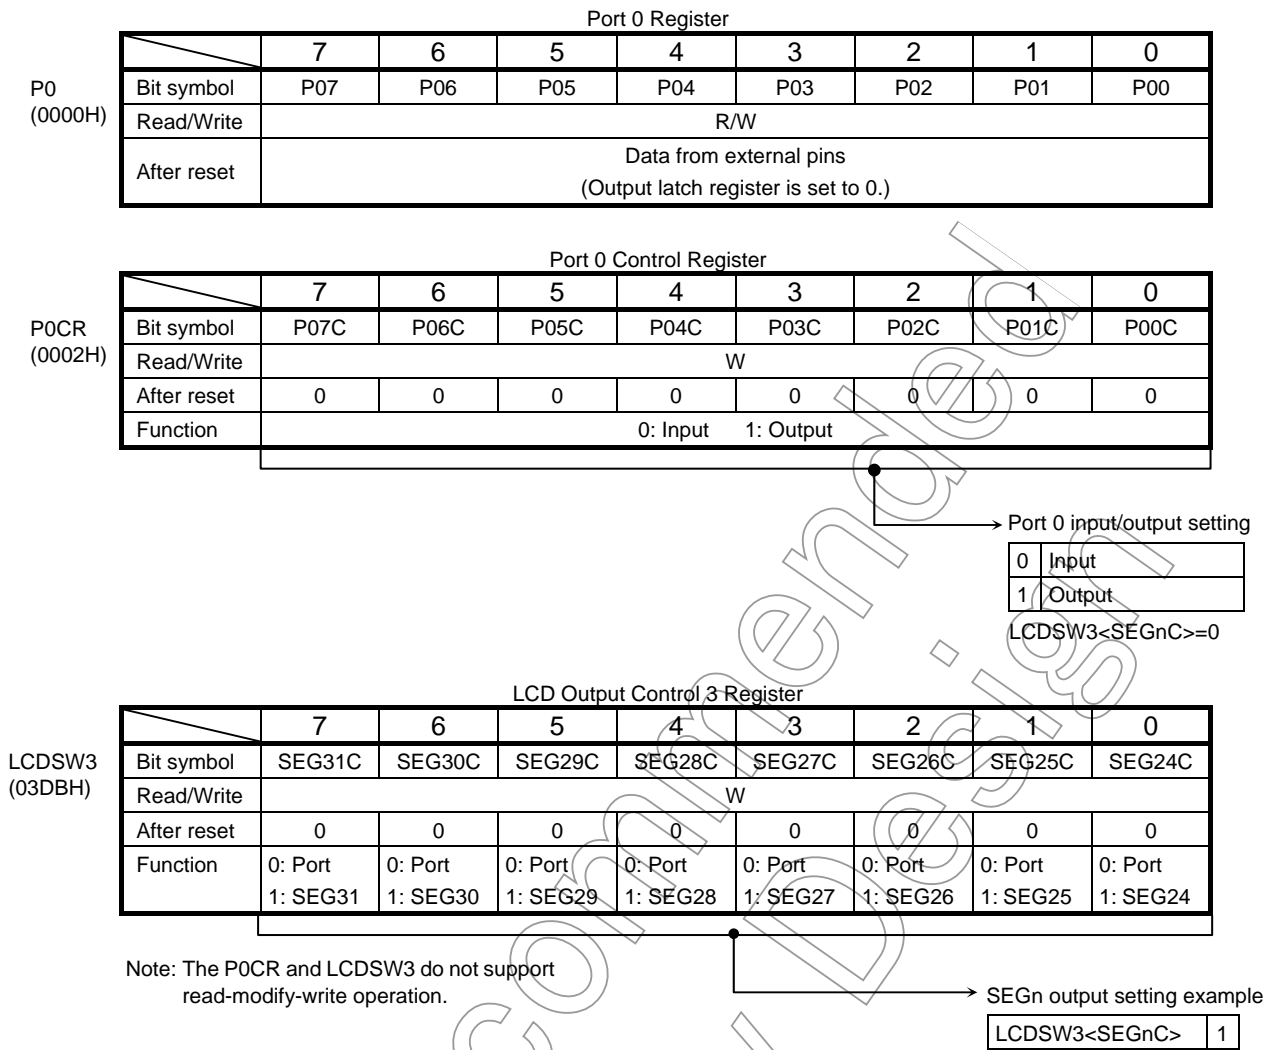 Port 0 Register
7 6 5 4 3 2 1 0
P0
(0000H)
Bit symbol P07 P06 P05 P04 P03 P02 P01 P00
Read/Write R/W
After reset Data from external pins
(Output latch register is set to 0.)
Port 0 Control Register
7 6 5 4 3 2 1 0
P0CR
(0002H)
Bit symbol P07C P06C P05C P04C P03C P02C P01C P00C
Read/Write W
After reset 0 0 0 0 0 0 0 0
Function 0: Input 1: Output
Port 0 input/output setting
0 Input
1 Output
LCDSW3<SEGnC>=0
LCD Output Control 3 Register
7 6 5 4 3 2 1 0
LCDSW3
(03DBH)
Bit symbol SEG31C SEG30C SEG29C SEG28C SEG27C SEG26C SEG25C SEG24C
Read/Write W
After reset 0 0 0 0 0 0 0 0
Function 0: Port 0: Port 0: Port 0: Port 0: Port 0: Port 0: Port 0: Port
1: SEG31 1: SEG30 1: SEG29 1: SEG28 1: SEG27 1: SEG26 1: SEG25 1: SEG24
Note: The P0CR and LCDSW3 do not support
read-modify-write operation.
SEGn output setting example
LCDSW3<SEGnC> 1
commended
Design